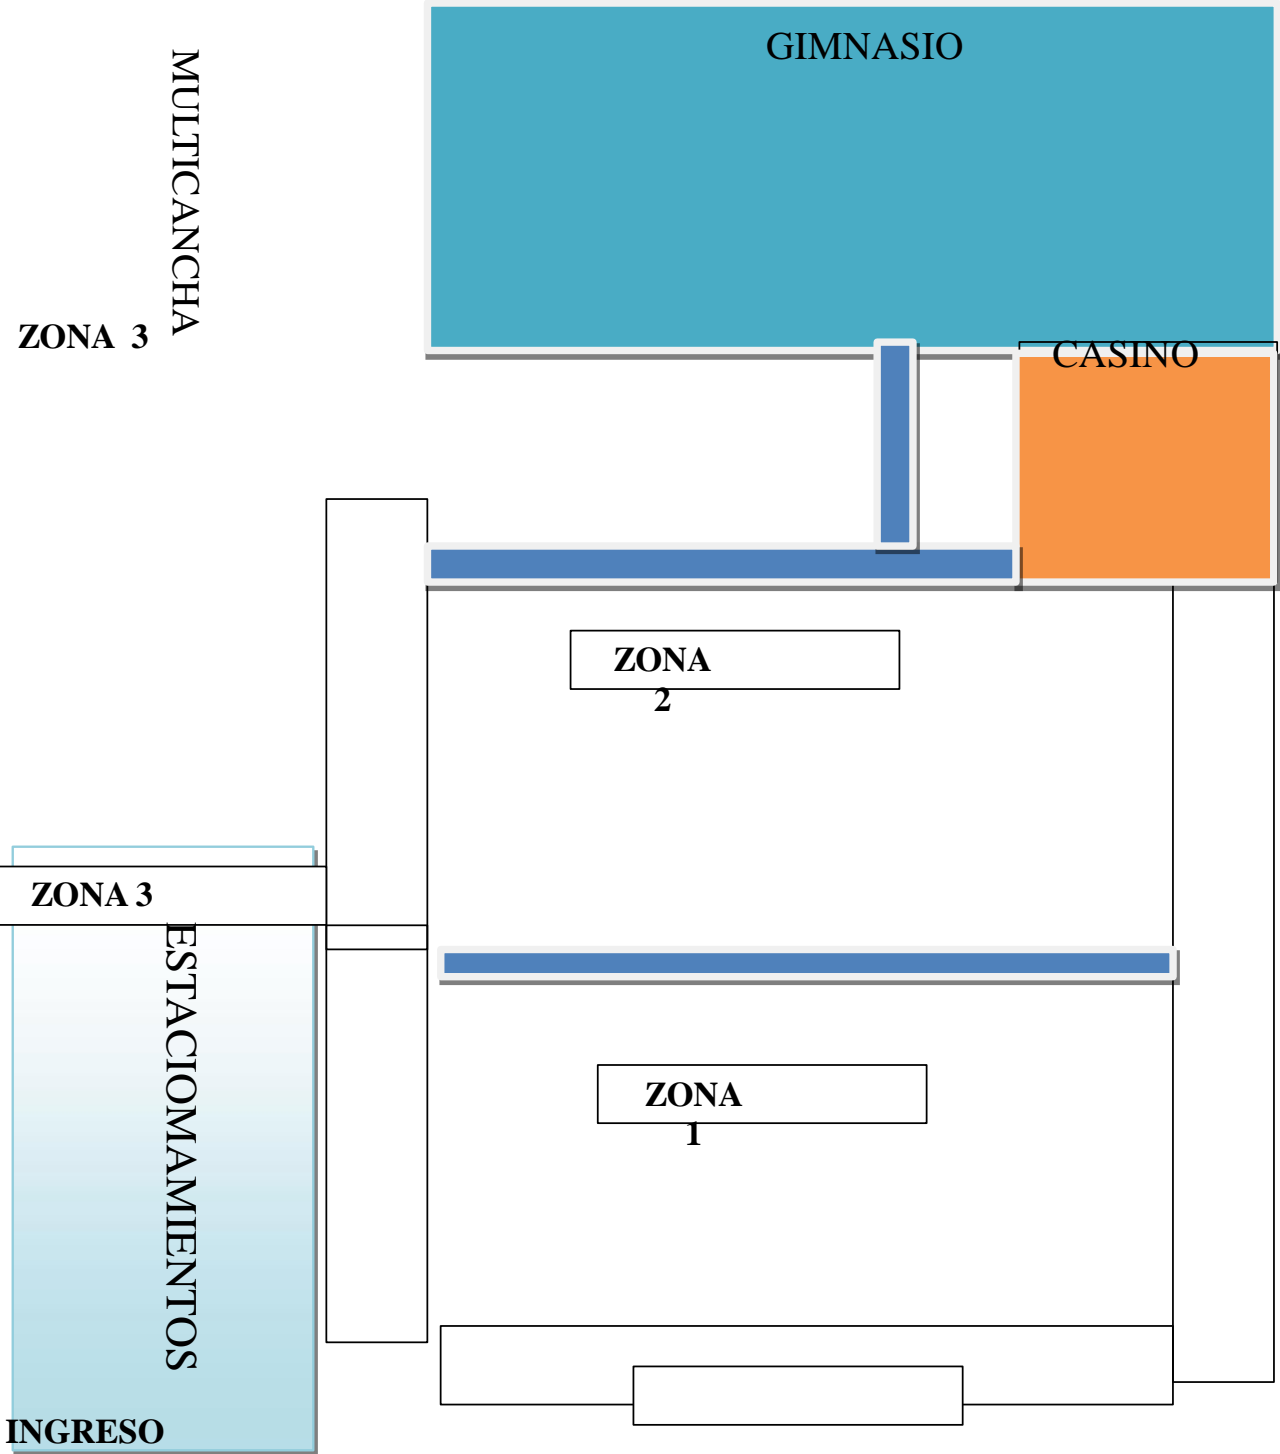 GIMNASIO
MULTICANCHA
ZONA 3
CASINO
ZONA
2
ZONA 3
ESTACIOMAMIENTOS
ZONA
1
INGRESO